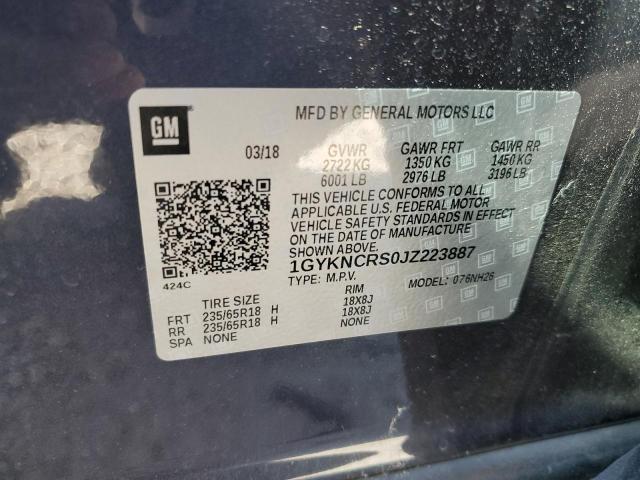 GM
MFD BY GENERAL MOTORS LLC
03/18
GVWR GAWR FRT GAWR RR
2722 KG 1350 KG 1450 KG
6001 LB 2976 LB 3196 LB
THIS VEHICLE CONFORMS TO ALL
APPLICABLE U.S. FEDERAL MOTOR
VEHICLE SAFETY STANDARDS IN EFFECT
ON THE DATE OF MANUFACTURE
SHOWN ABOVE.
1GYKNCRS0JZ223887
424C
TYPE: M.P.V. MODEL: 076NH26
TIRE SIZE RIM
FRT 235/65R18 H 18X8J
RR 235/65R18 H 18X8J
SPA NONE NONE